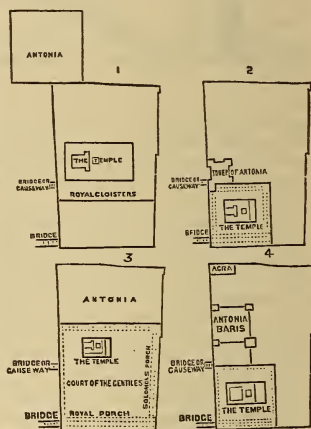 ANTONIA
1
THE TEMPLE
BRIDGE OR
CAUSEWAY
ROYAL CLOISTERS
BRIDGE
2
TOWER OF ANTONIA
BRIDGE OR
CAUSEWAY
THE TEMPLE
BRIDGE
3
ANTONIA
BRIDGE OR
CAUSEWAY
THE TEMPLE
COURT OF THE GENTILES
SOLOMON'S PORCH
BRIDGE
ROYAL PORCH
4
ACRA
ANTONIA
BARIS
BRIDGE OR
CAUSEWAY
THE TEMPLE
BRIDGE